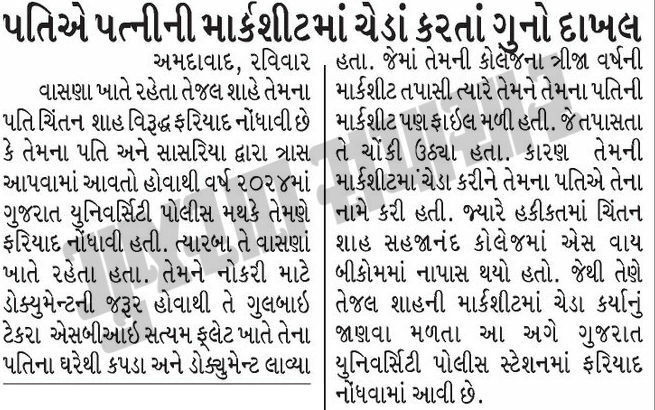 પતિએ પત્નીની માર્કશીટમાં ચેડાં કરતાં ગુનો દાખલ
અમદાવાદ, રવિવાર
વાસણા ખાતે રહેતા તેજલ શાહે તેમના
પતિ ચિંતન શાહ વિરૂદ્ધ ફરિયાદ નોંધાવી છે
કે તેમના પતિ અને સાસરિયા દ્વારા ત્રાસ
આપવામાં આવતો હોવાથી વર્ષ ૨૦૨૪માં
ગુજરાત યુનિવર્સિટી પોલીસ મથકે તેમણે
ફરિયાદ નોંધાવી હતી. ત્યારબા તે વાસણાં
ખાતે રહેતા હતા. તેમને નોકરી માટે
ડોક્યુમેન્ટની જરૂર હોવાથી તે ગુલબાઇ
ટેકરા એસબીઆઇ સત્યમ ફ્લેટ ખાતે તેના
પતિના ઘરેથી કપડા અને ડોક્યુમેન્ટ લાવ્યા
હતા. જેમાં તેમની કોલેજના ત્રીજા વર્ષની
માર્કશીટ તપાસી ત્યારે તેમને તેમના પતિની
માર્કશીટ પણ ફાઈલ મળી હતી. જે તપાસતા
તે ચોંકી ઉઠ્યા હતા. કારણ તેમની
માર્કશીટમાં ચેડા કરીને તેમના પતિએ તેના
નામે કરી હતી. જ્યારે હકીકતમાં ચિંતન
શાહ સહજાનંદ કોલેજમાં એસ વાય
બીકોમમાં નાપાસ થયો હતો. જેથી તેણે
તેજલ શાહની માર્કશીટમાં ચેડા કર્યાનું
જાણવા મળતા આ અગે ગુજરાત
યુનિવર્સિટી પોલીસ સ્ટેશનમાં ફરિયાદ
નોંધવામાં આવી છે.